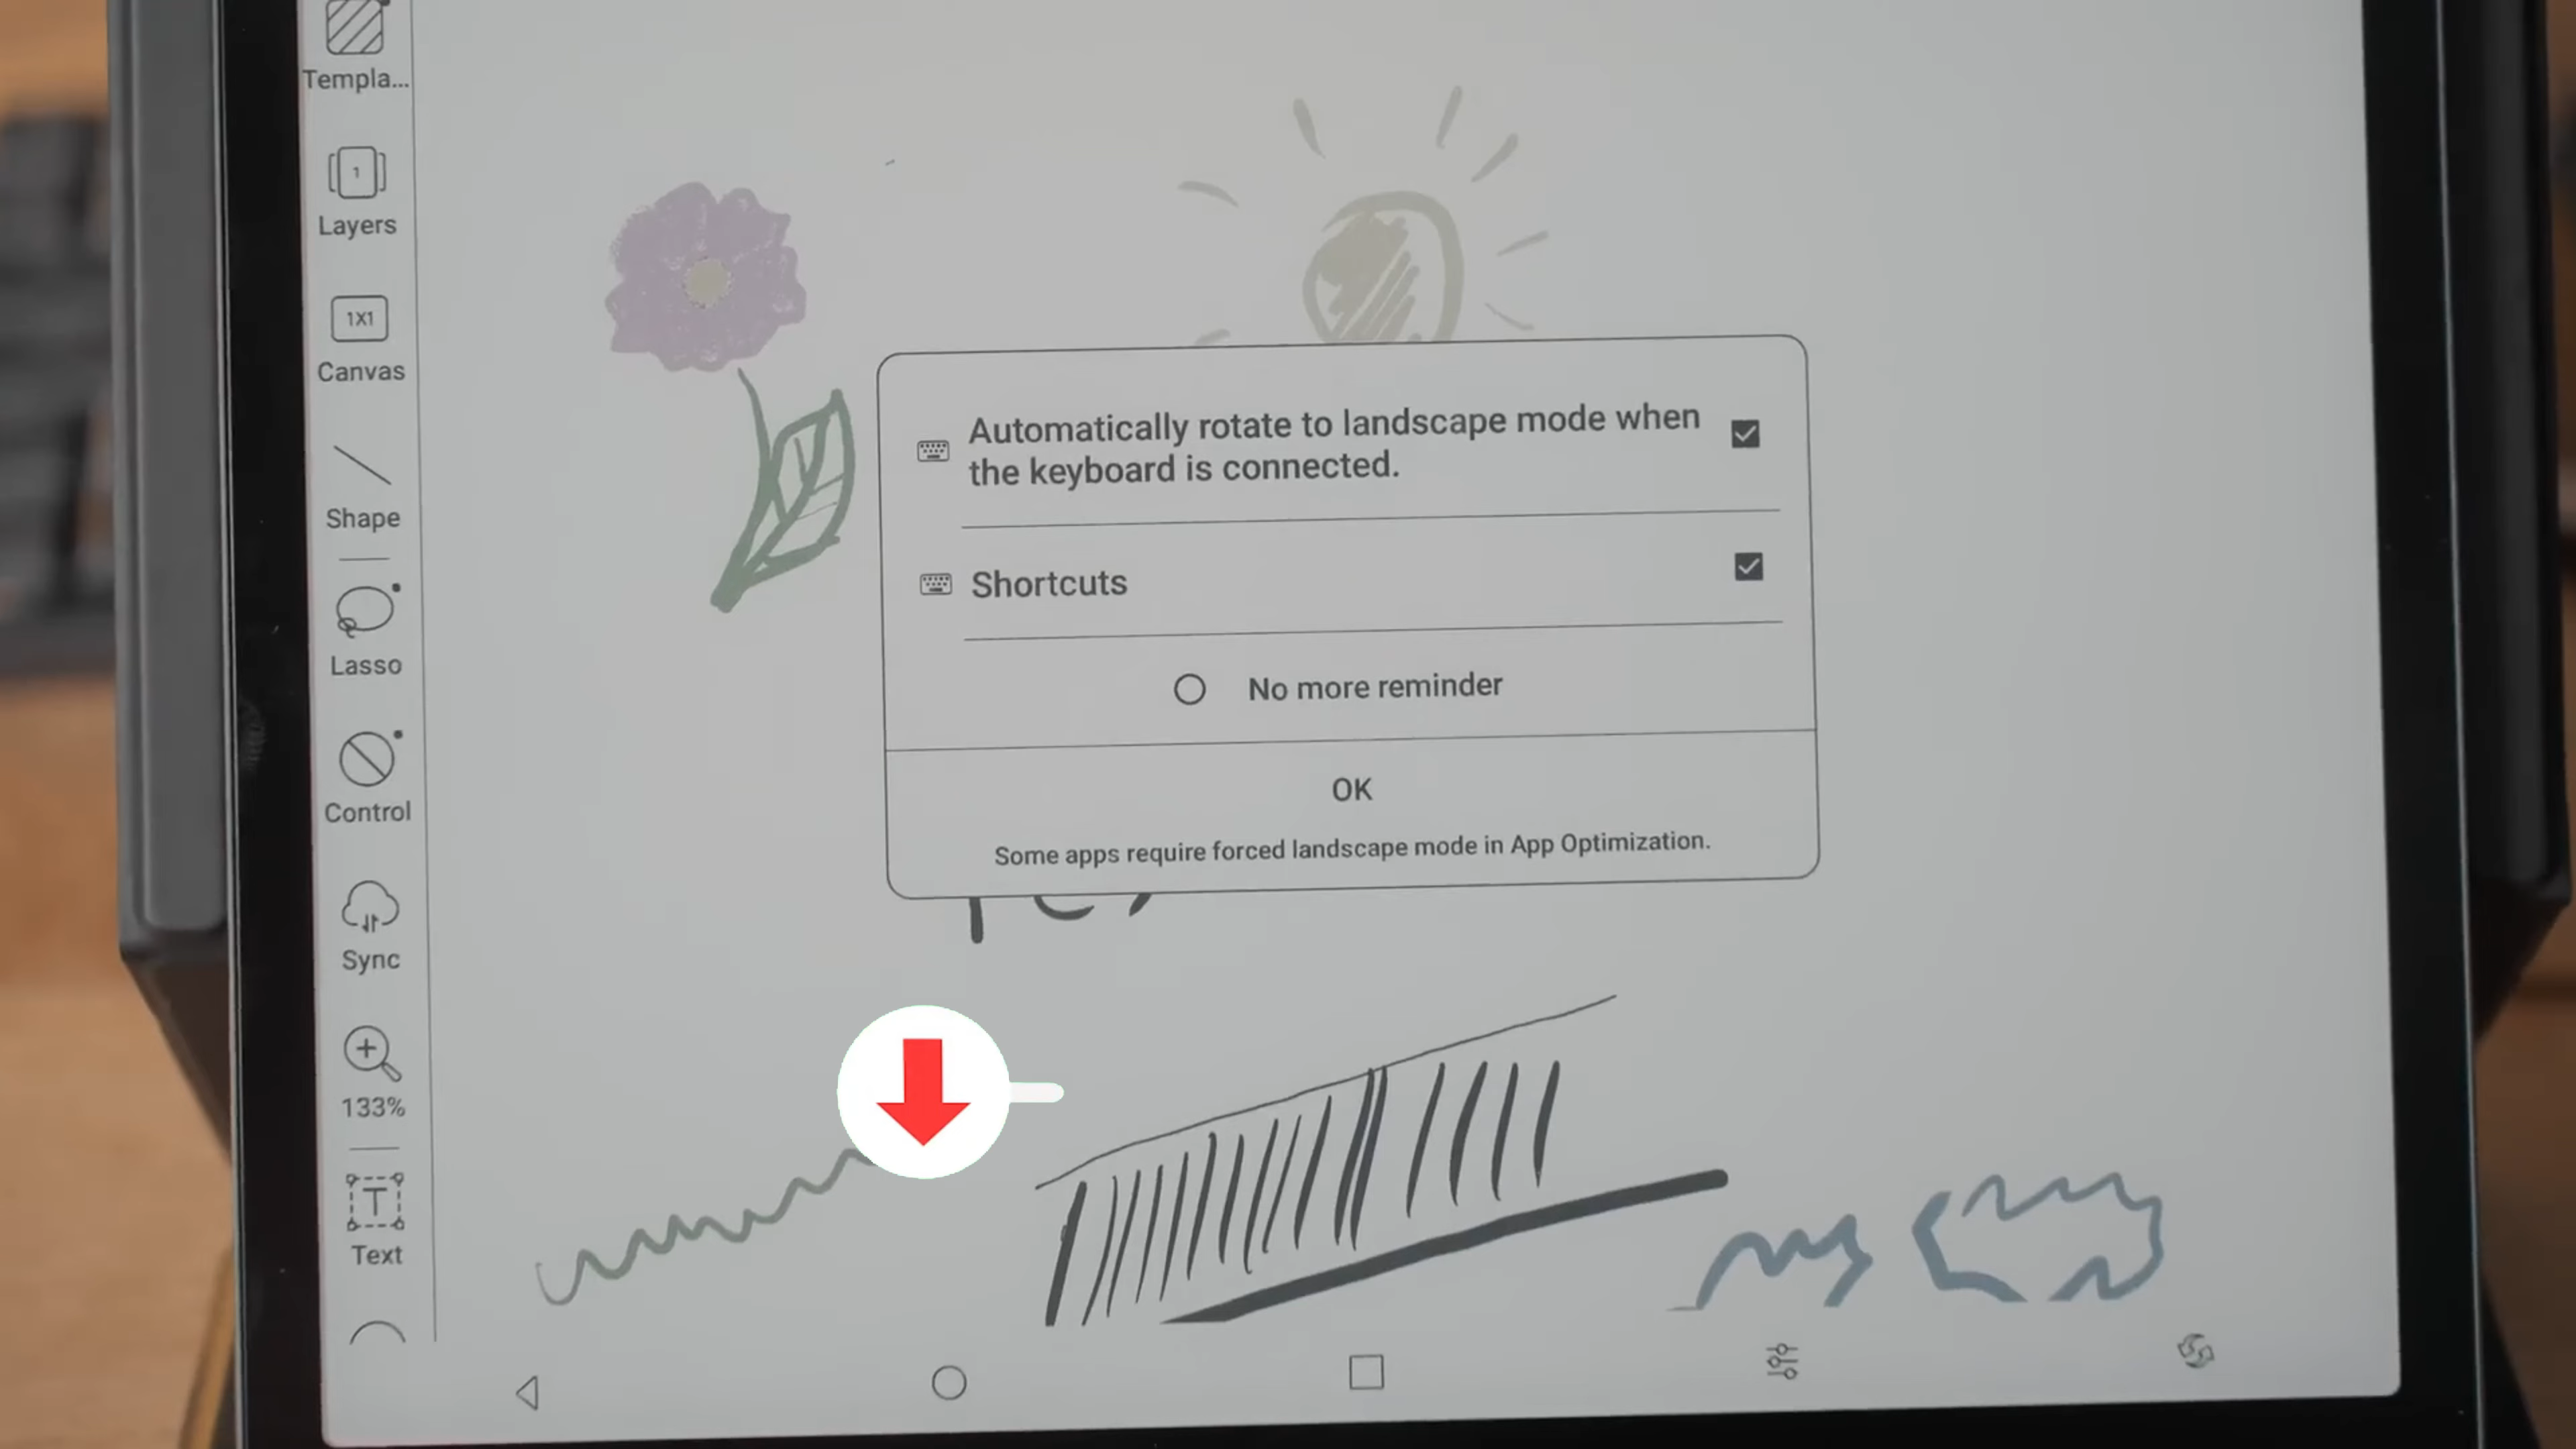 Templa...
1
Layers
1X1
Canvas
Shape
Lasso
Control
Sync
133%
T
Text
Automatically rotate to landscape mode when
the keyboard is connected.
Shortcuts
No more reminder
OK
Some apps require forced landscape mode in App Optimization.